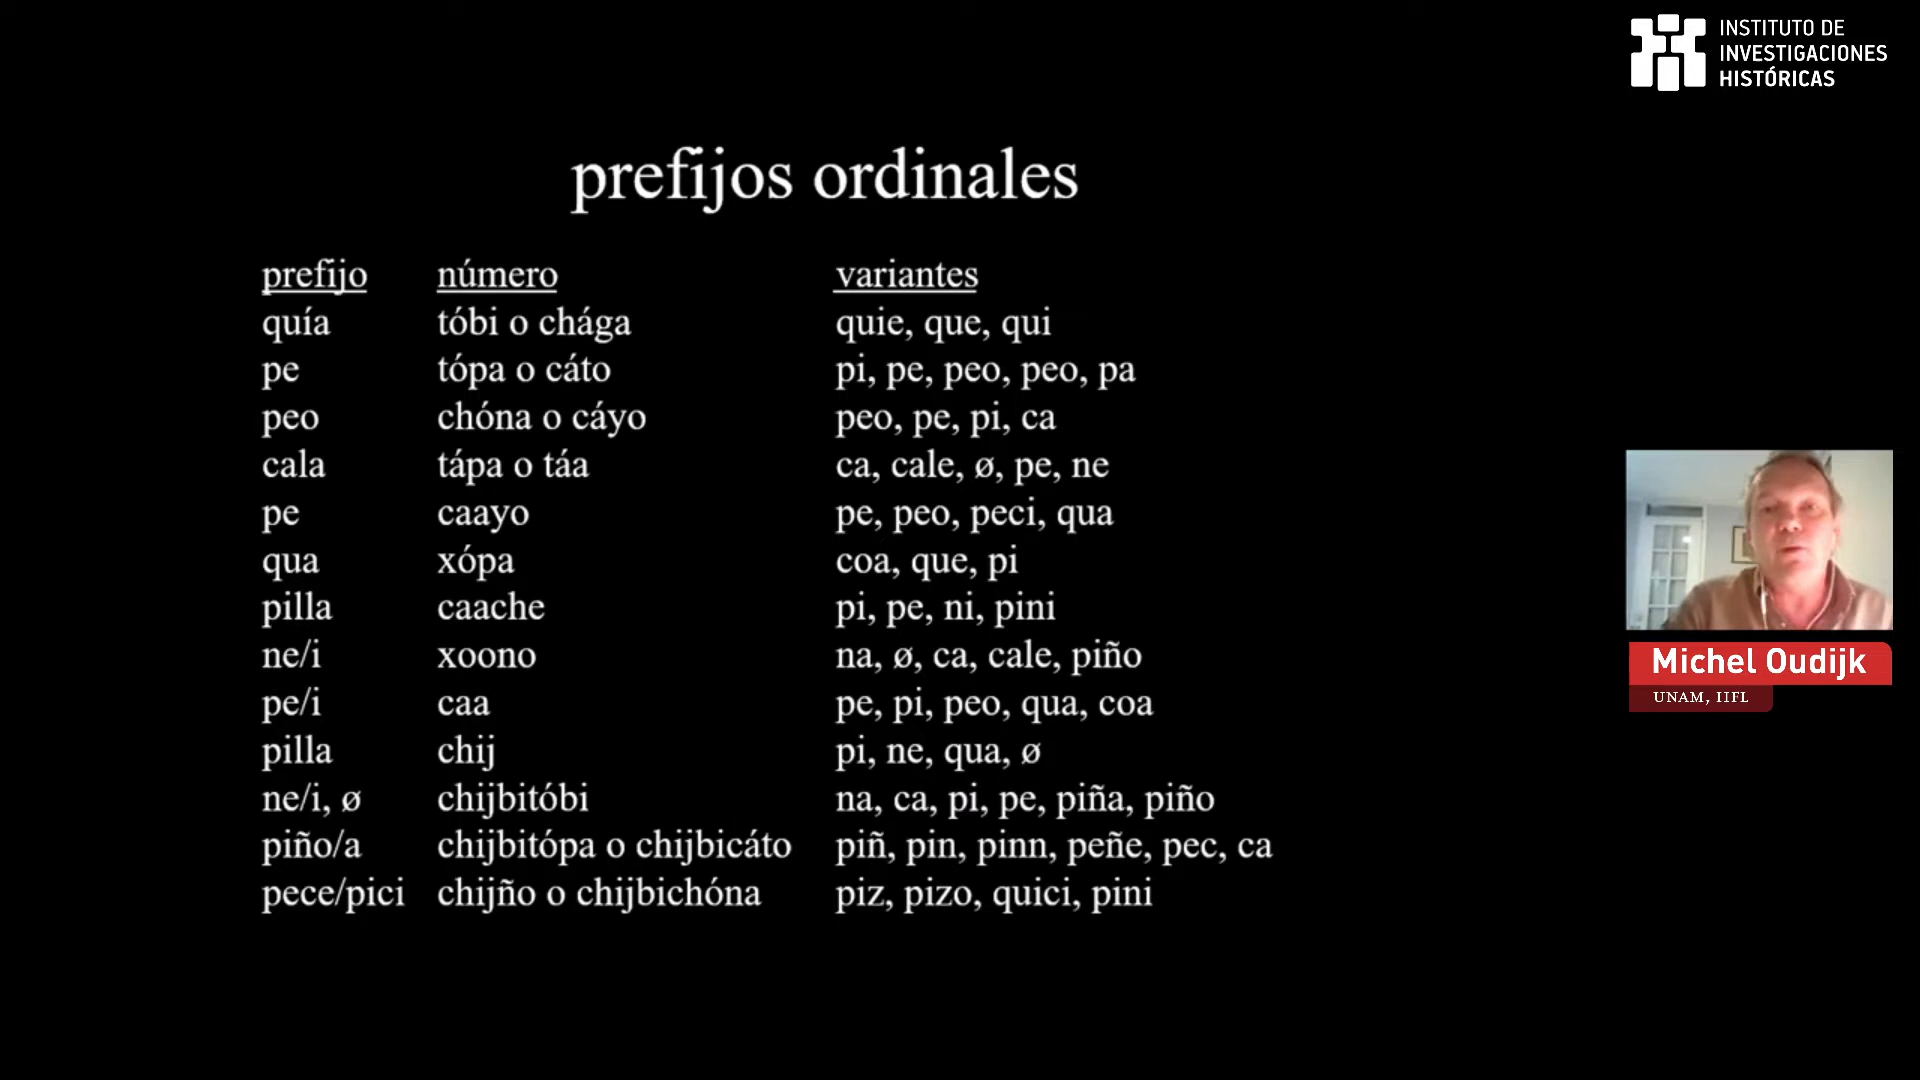 INSTITUTO DE
INVESTIGACIONES
HISTÓRICAS
prefijos ordinales
prefijo número variantes
quía tóbi o chága quie, que, qui
pe tópa o cáto pi, pe, peo, peo, pa
peo chóna o cáyo peo, pe, pi, ca
cala tápa o táa ca, cale, ø, pe, ne
pe caayo pe, peo, peci, qua
qua xópa coa, que, pi
pilla caache pi, pe, ni, pini
ne/i xoono na, ø, ca, cale, piño
pe/i caa pe, pi, peo, qua, coa
pilla chij pi, ne, qua, ø
ne/i, ø chijbitóbi na, ca, pi, pe, piña, piño
piño/a chijbitópa o chijbicáto piñ, pin, pinn, peñe, pec, ca
pece/pici chijño o chijbichóna piz, pizo, quici, pini
Michel Oudijk
UNAM, IIFL